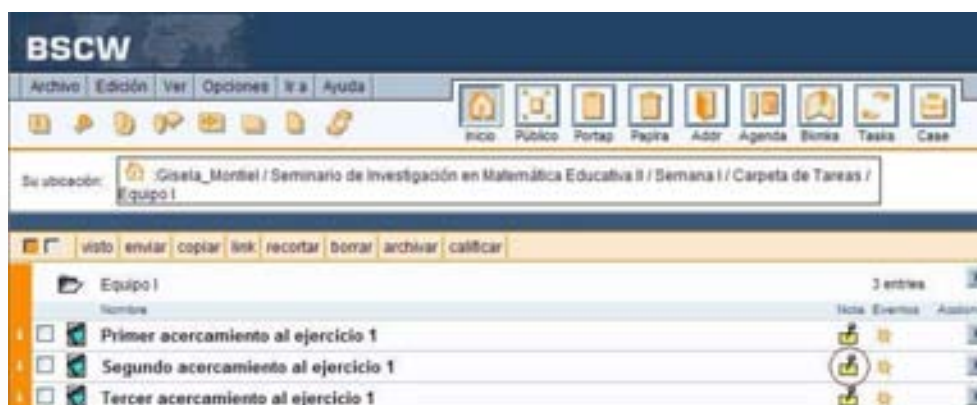 BSCW
Archivo Edición Ver Opciones Ir a Ayuda
Inicio Público Portap Papira Addr Agenda Blmks Tasks Case
Su ubicación: :Gisela_Montiel / Seminario de Investigación en Matemática Educativa II / Semana I / Carpeta de Tareas /
Equipo I
visto enviar copiar link recortar borrar archivar calificar
Equipo I 3 entries
Nombre Nota Eventos
Primer acercamiento al ejercicio 1
Segundo acercamiento al ejercicio 1
Tercer acercamiento al ejercicio 1